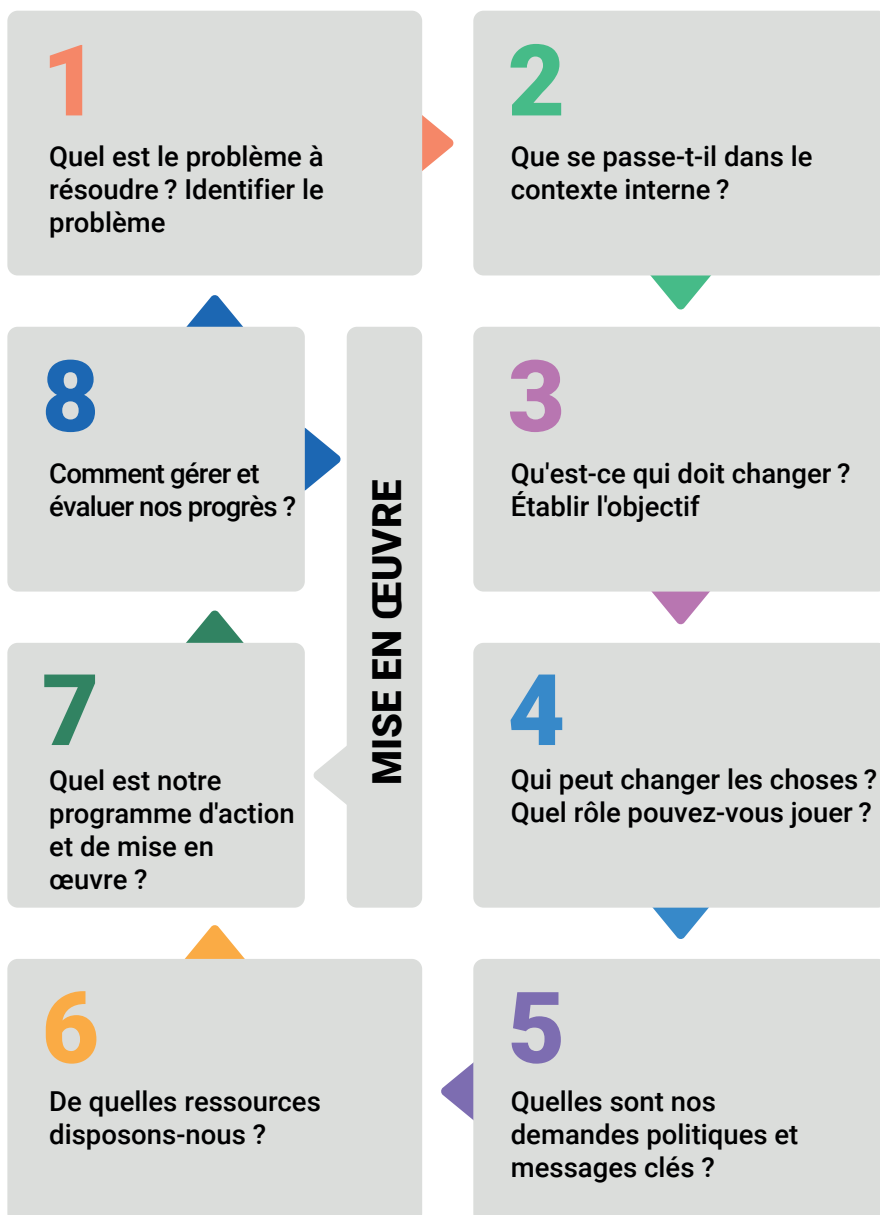 1
Quel est le problème à
résoudre ? Identifier le
problème
2
Que se passe-t-il dans le
contexte interne ?
3
Qu'est-ce qui doit changer ?
Établir l'objectif
4
Qui peut changer les choses ?
Quel rôle pouvez-vous jouer ?
5
Quelles sont nos
demandes politiques et
messages clés ?
6
De quelles ressources
disposons-nous ?
7
Quel est notre
programme d'action
et de mise en
œuvre ?
8
Comment gérer et
évaluer nos progrès ?
MISE EN ŒUVRE